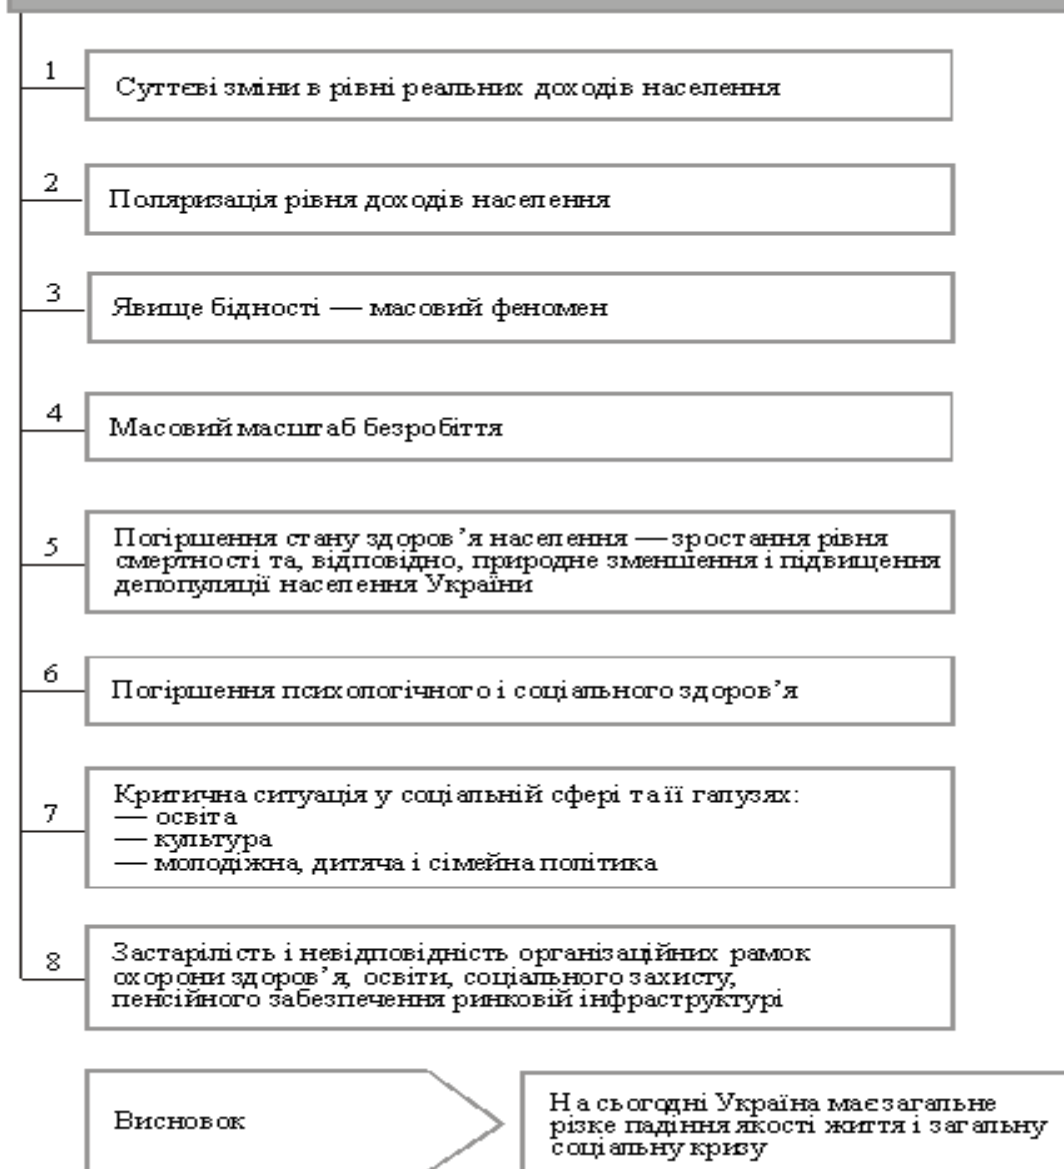 1
Суттєві зміни в рівні реальних доходів населення
2
Поляризація рівня доходів населення
3
Явище бідності — масовий феномен
4
Масовий масштаб безробіття
5
Погіршення стану здоров’я населення — зростання рівня
смертності та, відповідно, природне зменшення і підвищення
депопуляції населення України
6
Погіршення психологічного і соціального здоров’я
7
Критична ситуація у соціальній сфері та її галузях:
— освіта
— культура
— молодіжна, дитяча і сімейна політика
8
Застарілість і невідповідність організаційних рамок
охорони здоров’я, освіти, соціального захисту,
пенсійного забезпечення ринковій інфраструктурі
Висновок
На сьогодні Україна має загальне
різке падіння якості життя і загальну
соціальну кризу